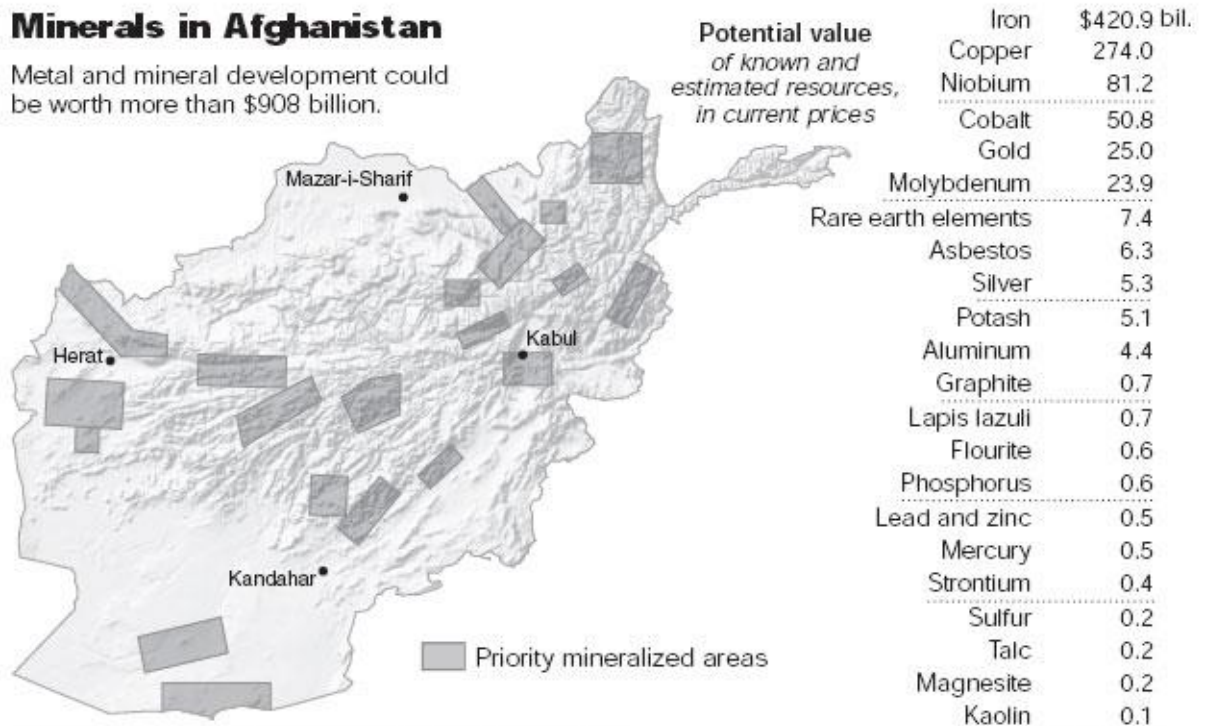 Minerals in Afghanistan
Metal and mineral development could
be worth more than $908 billion.
Potential value
of known and
estimated resources,
in current prices
Iron $420.9 bil.
Copper 274.0
Niobium 81.2
Cobalt 50.8
Gold 25.0
Molybdenum 23.9
Rare earth elements 7.4
Asbestos 6.3
Silver 5.3
Potash 5.1
Aluminum 4.4
Graphite 0.7
Lapis lazuli 0.7
Flourite 0.6
Phosphorus 0.6
Lead and zinc 0.5
Mercury 0.5
Strontium 0.4
Sulfur 0.2
Talc 0.2
Magnesite 0.2
Kaolin 0.1
Mazar-i-Sharif
Kabul
Herat
Kandahar
Priority mineralized areas